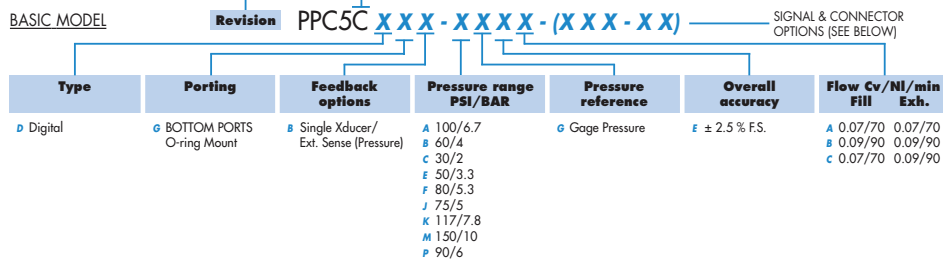 BASIC MODEL
Revision
PPC5C X X X - X X X X - (X X X - X X)
SIGNAL & CONNECTOR
OPTIONS (SEE BELOW)
Type
D Digital
Porting
G BOTTOM PORTS
O-ring Mount
Feedback
options
B Single Xducer/
Ext. Sense (Pressure)
Pressure range
PSI/BAR
A 100/6.7
B 60/4
C 30/2
E 50/3.3
F 80/5.3
J 75/5
K 117/7.8
M 150/10
P 90/6
Pressure
reference
G Gage Pressure
Overall
accuracy
E ± 2.5 % F.S.
Flow Cv/Nl/min
Fill Exh.
A 0.07/70 0.07/70
B 0.09/90 0.09/90
C 0.07/70 0.09/90